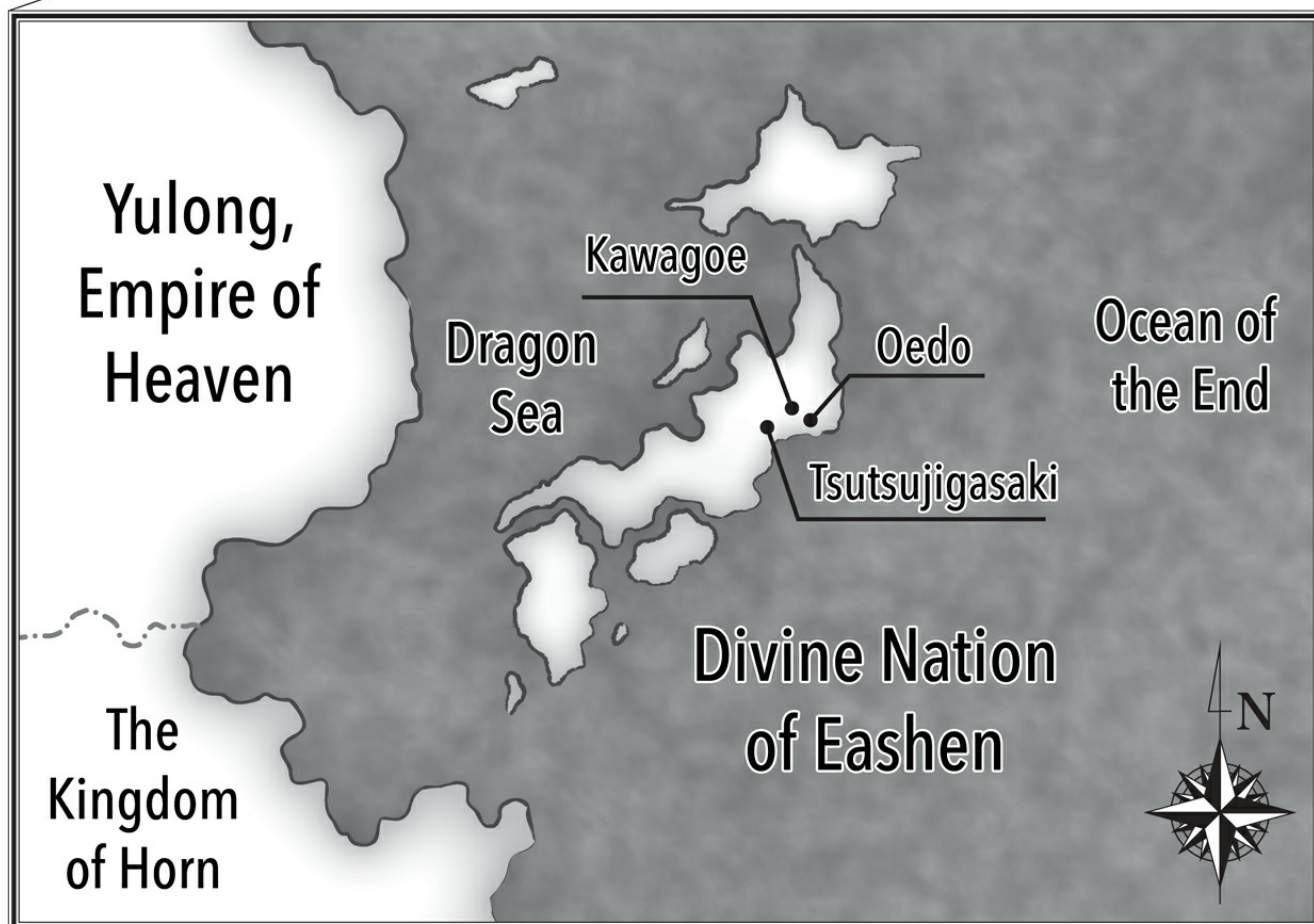 Yulong,
Empire of
Heaven
Kawagoe
Dragon
Sea
Oedo
Ocean of
the End
Tsutsujigasaki
Divine Nation
of Eashen
The
Kingdom
of Horn
N